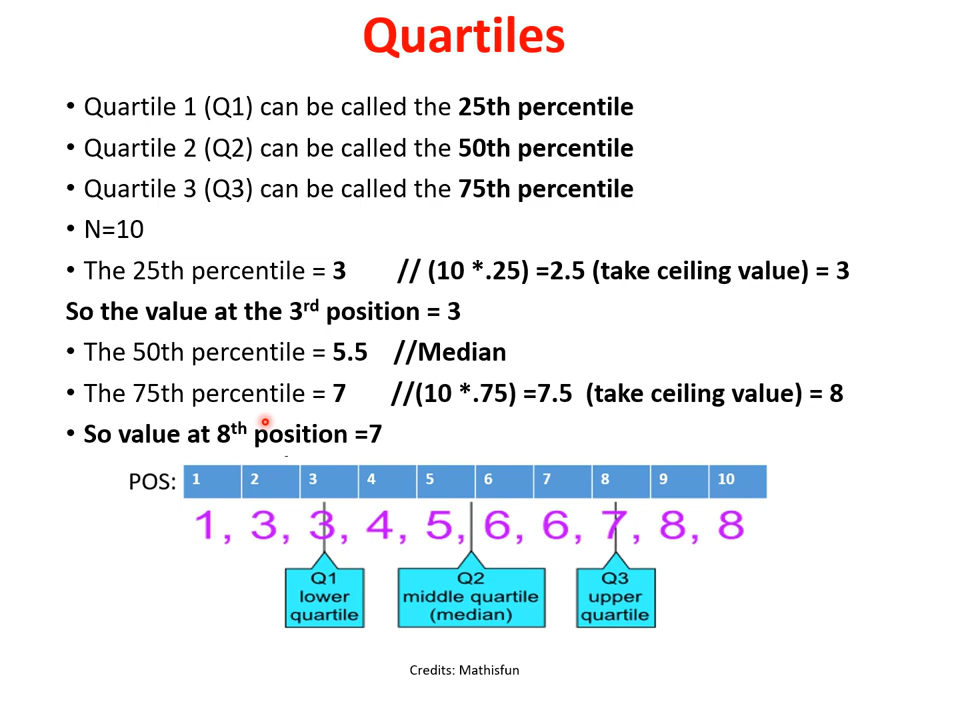 Quartiles
• Quartile 1 (Q1) can be called the 25th percentile
• Quartile 2 (Q2) can be called the 50th percentile
• Quartile 3 (Q3) can be called the 75th percentile
• N=10
• The 25th percentile = 3 // (10 *.25) =2.5 (take ceiling value) = 3
So the value at the 3rd position = 3
• The 50th percentile = 5.5 //Median
• The 75th percentile = 7 //(10 *.75) =7.5 (take ceiling value) = 8
• So value at 8th position =7
POS: 1 2 3 4 5 6 7 8 9 10
1, 3, 3, 4, 5, 6, 6, 7, 8, 8
Q1 Q2 Q3
lower middle quartile upper
quartile (median) quartile
Credits: Mathisfun